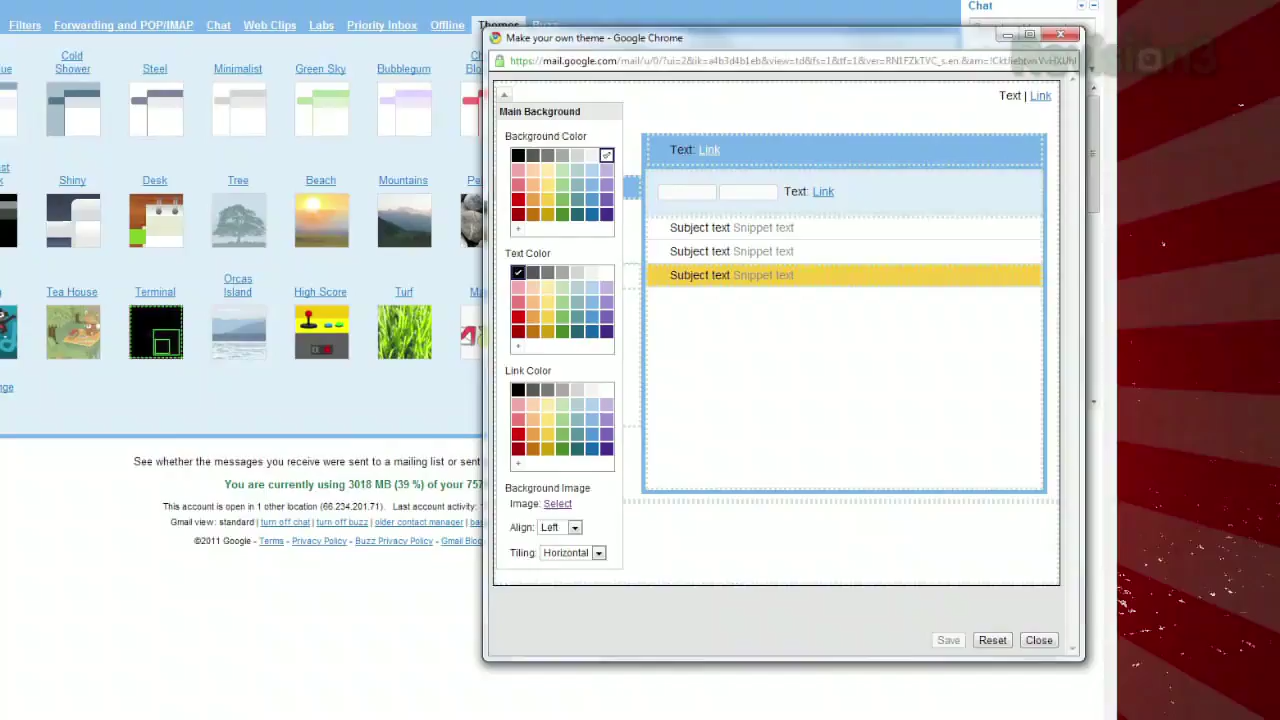 Filters Forwarding and POP/IMAP Chat Web Clips Labs Priority Inbox Offline Themes Buzz
Chat
Cold Shower
Steel
Minimalist
Green Sky
Bubblegum
Shiny
Desk
Tree
Beach
Mountains
Tea House
Terminal
Orcas Island
High Score
Turf
See whether the messages you receive were sent to a mailing list or sent
You are currently using 3018 MB (39 %) of your 757
This account is open in 1 other location (66.234.201.71). Last account activity:
Gmail view: standard | turn off chat | turn off buzz | older contact manager |
©2011 Google - Terms - Privacy Policy - Buzz Privacy Policy - Gmail Blog
Make your own theme - Google Chrome
Text | Link
Main Background
Background Color
+
Text Color
+
Link Color
+
Background Image
Image: Select
Align: Left
Tiling: Horizontal
Text: Link
Text: Link
Subject text Snippet text
Subject text Snippet text
Subject text Snippet text
Save Reset Close